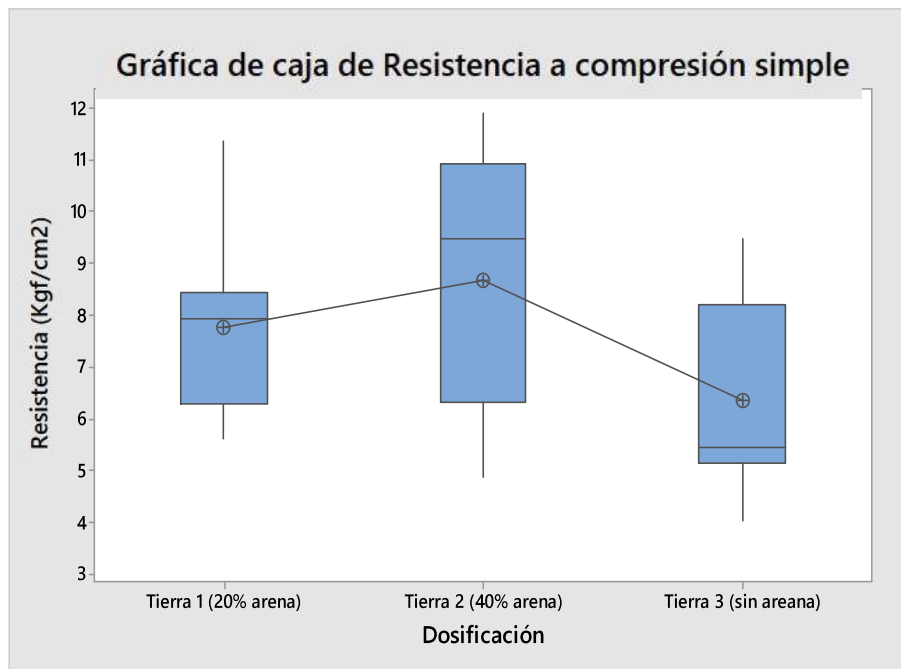 Gráfica de caja de Resistencia a compresión simple
12
11
10
9
8
7
6
5
4
3
Resistencia (Kgf/cm2)
Tierra 1 (20% arena)
Tierra 2 (40% arena)
Tierra 3 (sin areana)
Dosificación